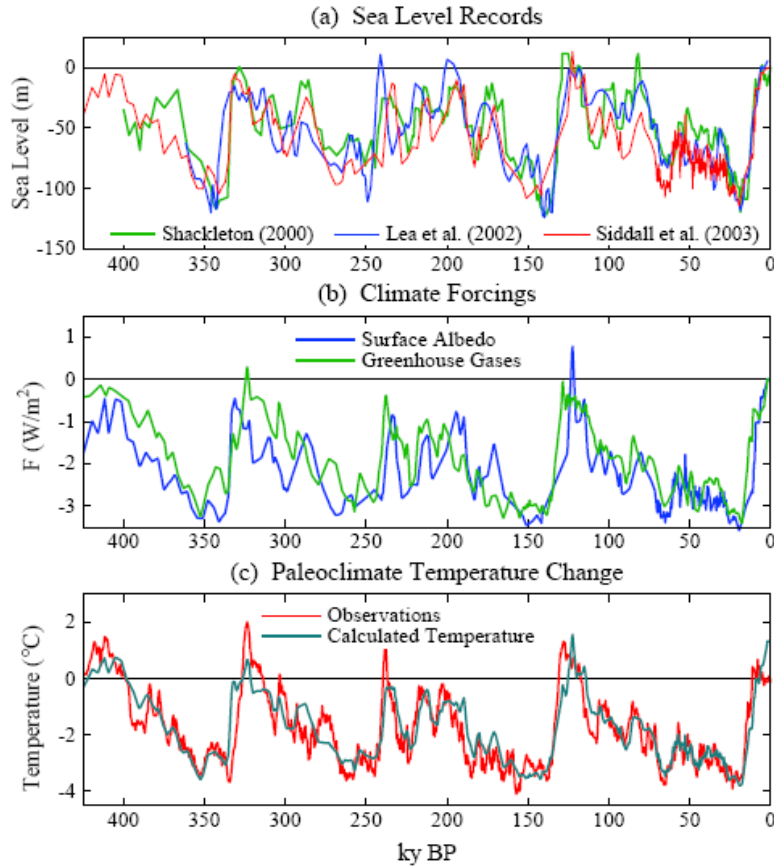 (a) Sea Level Records
0
-50
-100
-150
Sea Level (m)
Shackleton (2000) Lea et al. (2002) Siddall et al. (2003)
400 350 300 250 200 150 100 50 0
(b) Climate Forcings
1
0
-1
-2
-3
F (W/m²)
Surface Albedo
Greenhouse Gases
400 350 300 250 200 150 100 50 0
(c) Paleoclimate Temperature Change
2
0
-2
-4
Temperature (°C)
Observations
Calculated Temperature
400 350 300 250 200 150 100 50 0
ky BP